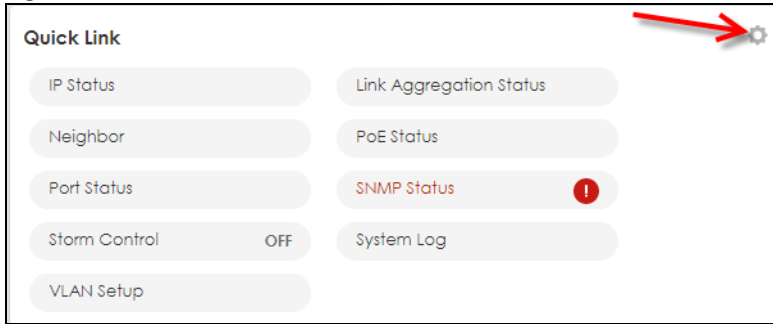 Quick Link
IP Status
Link Aggregation Status
Neighbor
PoE Status
Port Status
SNMP Status !
Storm Control OFF
System Log
VLAN Setup